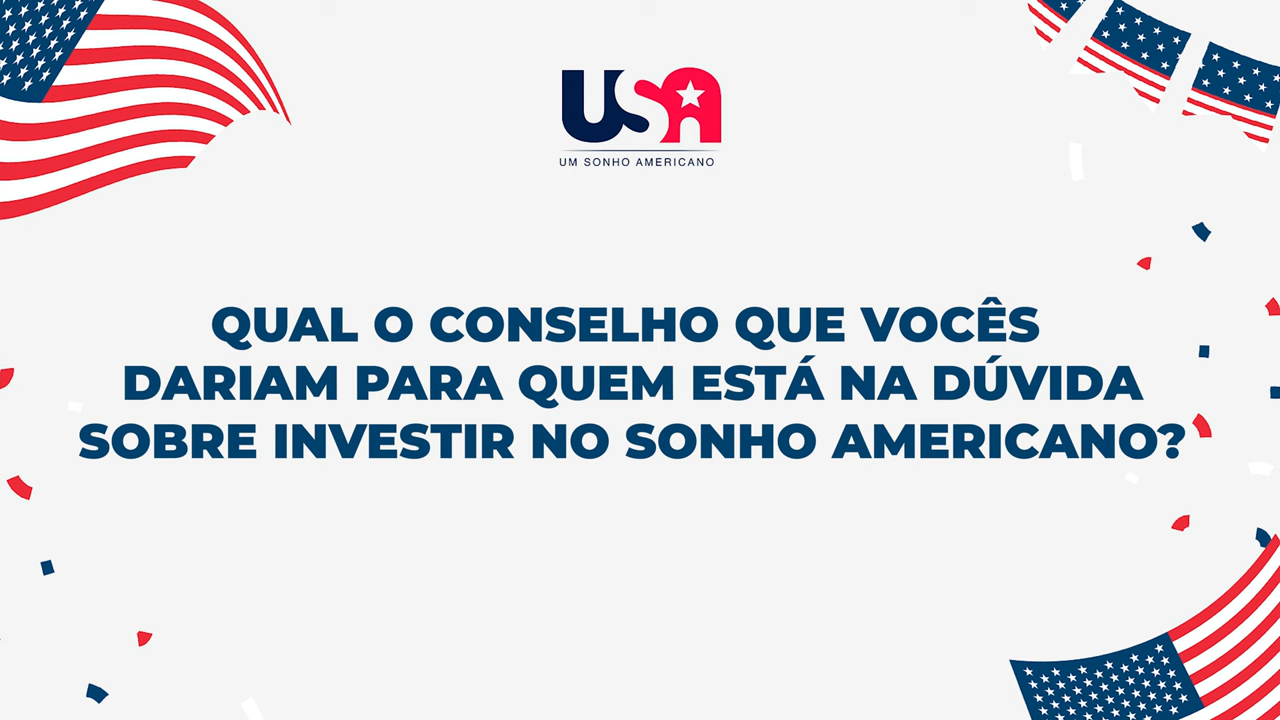 USA
UM SONHO AMERICANO
QUAL O CONSELHO QUE VOCÊS
DARIAM PARA QUEM ESTÁ NA DÚVIDA
SOBRE INVESTIR NO SONHO AMERICANO?